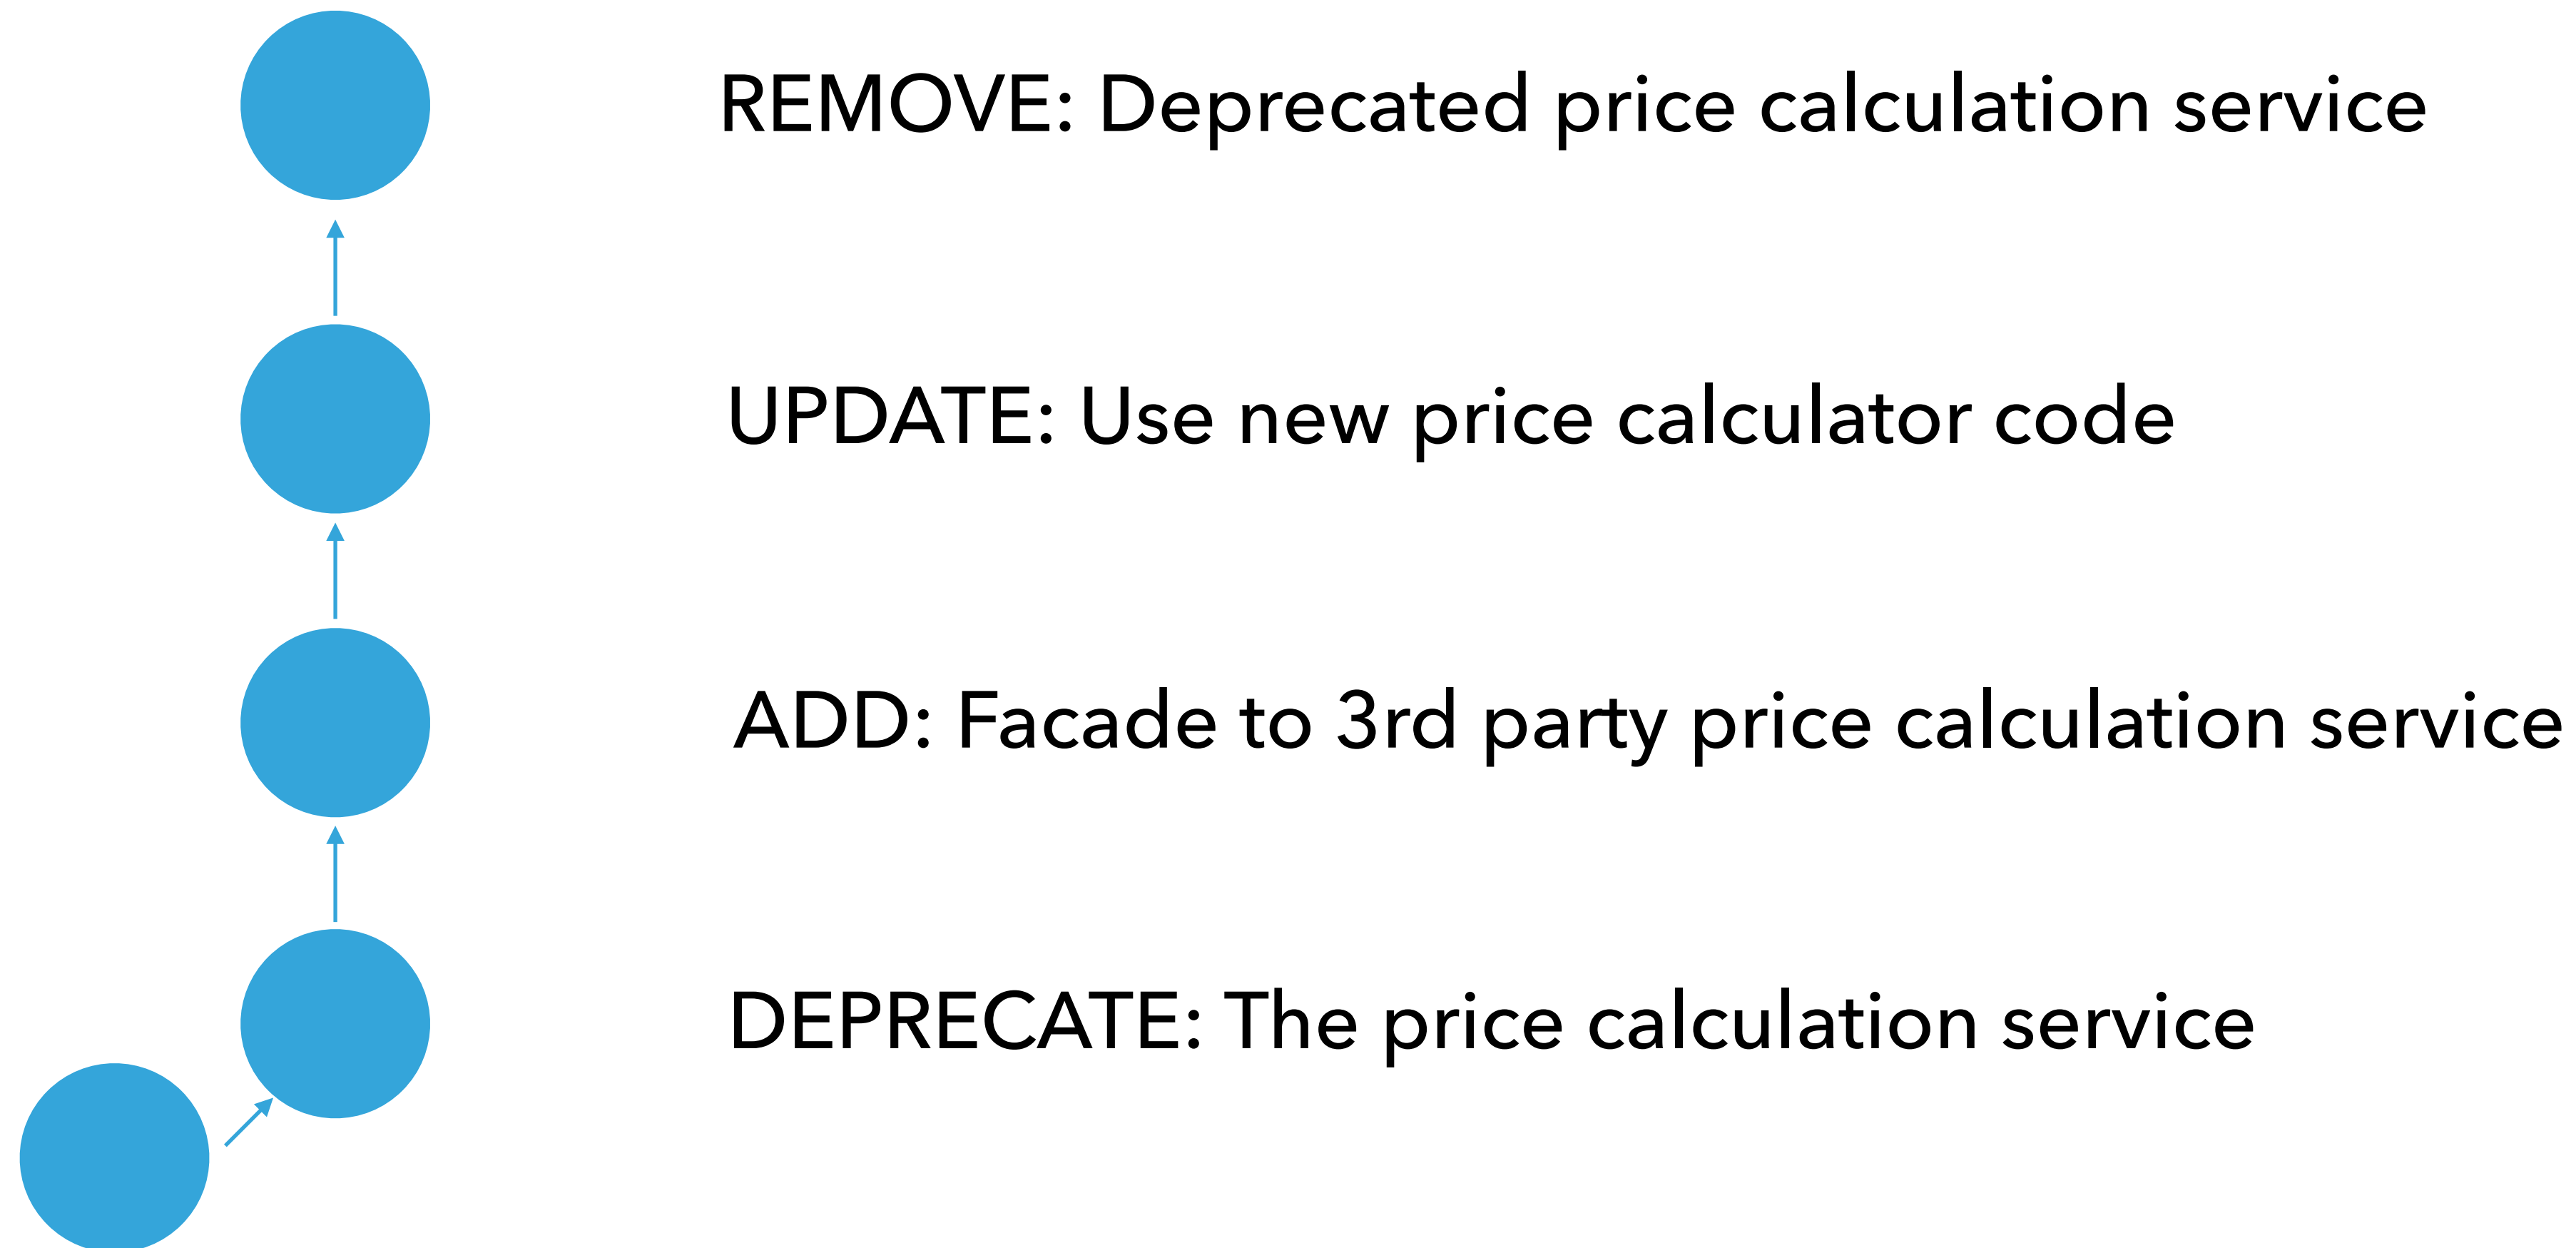 REMOVE: Deprecated price calculation service
UPDATE: Use new price calculator code
ADD: Facade to 3rd party price calculation service
DEPRECATE: The price calculation service